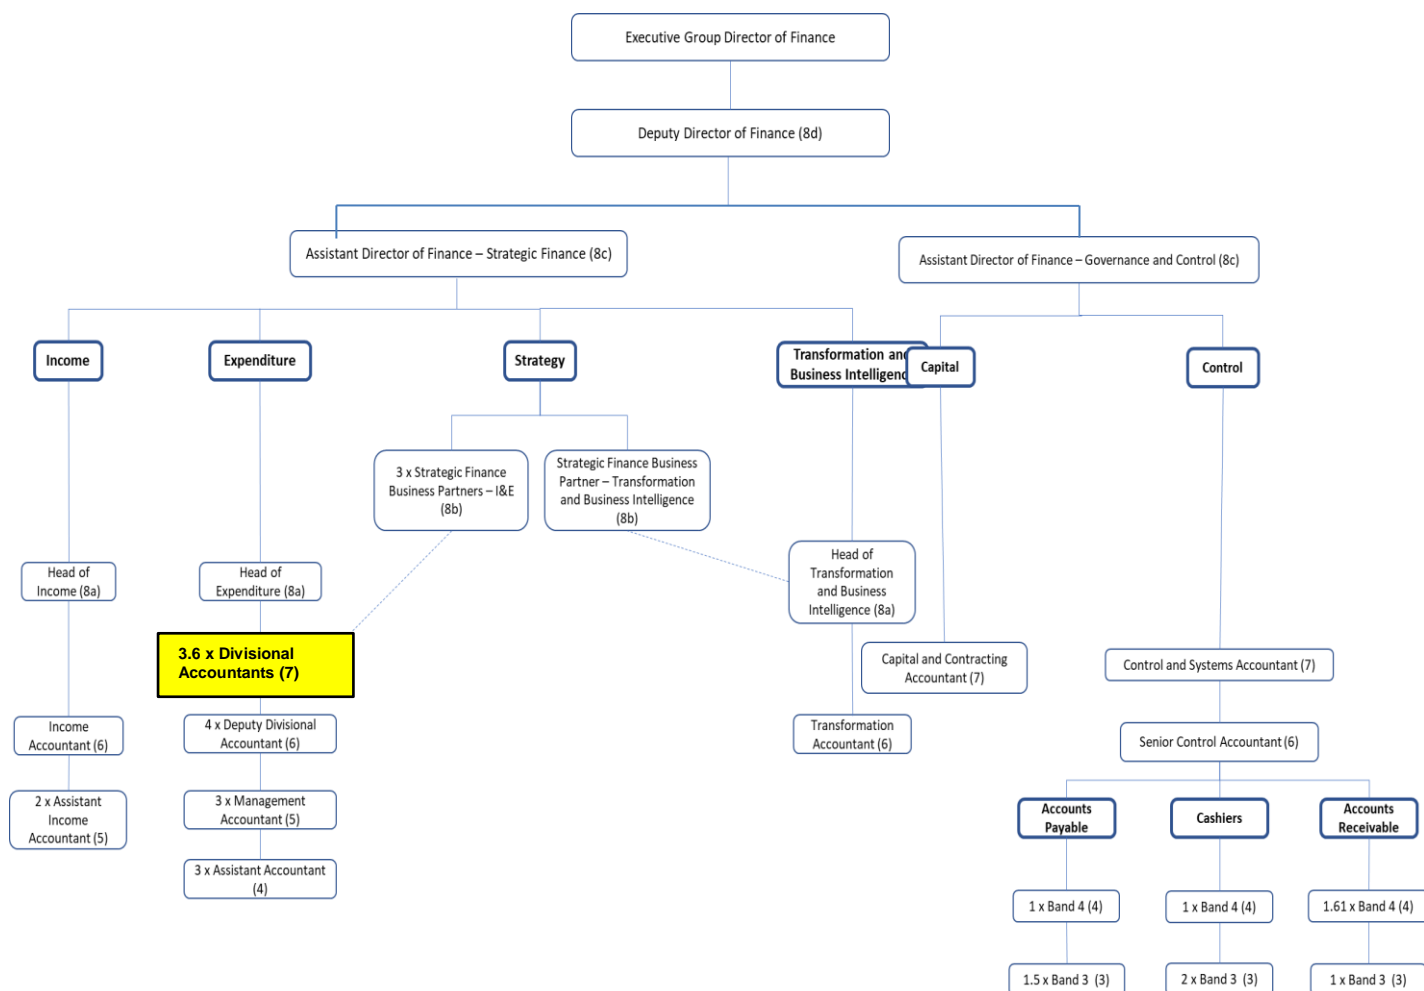 Executive Group Director of Finance
Deputy Director of Finance (8d)
Assistant Director of Finance – Strategic Finance (8c)
Assistant Director of Finance – Governance and Control (8c)
Income
Expenditure
Strategy
Transformation and
Business Intelligenc
Capital
Control
3 x Strategic Finance
Business Partners – I&E
(8b)
Strategic Finance Business
Partner – Transformation
and Business Intelligence
(8b)
Head of
Income (8a)
Head of
Expenditure (8a)
Head of
Transformation
and Business
Intelligence (8a)
3.6 x Divisional
Accountants (7)
Capital and Contracting
Accountant (7)
Control and Systems Accountant (7)
Income
Accountant (6)
4 x Deputy Divisional
Accountant (6)
Transformation
Accountant (6)
Senior Control Accountant (6)
2 x Assistant
Income
Accountant (5)
3 x Management
Accountant (5)
Accounts
Payable
Cashiers
Accounts
Receivable
3 x Assistant Accountant
(4)
1 x Band 4 (4)
1 x Band 4 (4)
1.61 x Band 4 (4)
1.5 x Band 3 (3)
2 x Band 3 (3)
1 x Band 3 (3)